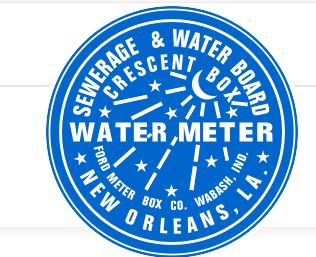 SEWERAGE & WATER BOARD
CRESCENT BOX
WATER METER
FORD METER BOX CO. WABASH, IND.
NEW ORLEANS, LA.